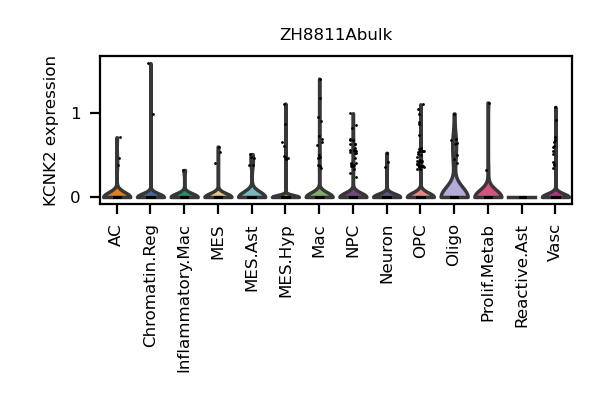 ZH8811Abulk
KCNK2 expression
1
0
AC
Chromatin.Reg
Inflammatory.Mac
MES
MES.Ast
MES.Hyp
Mac
NPC
Neuron
OPC
Oligo
Prolif.Metab
Reactive.Ast
Vasc